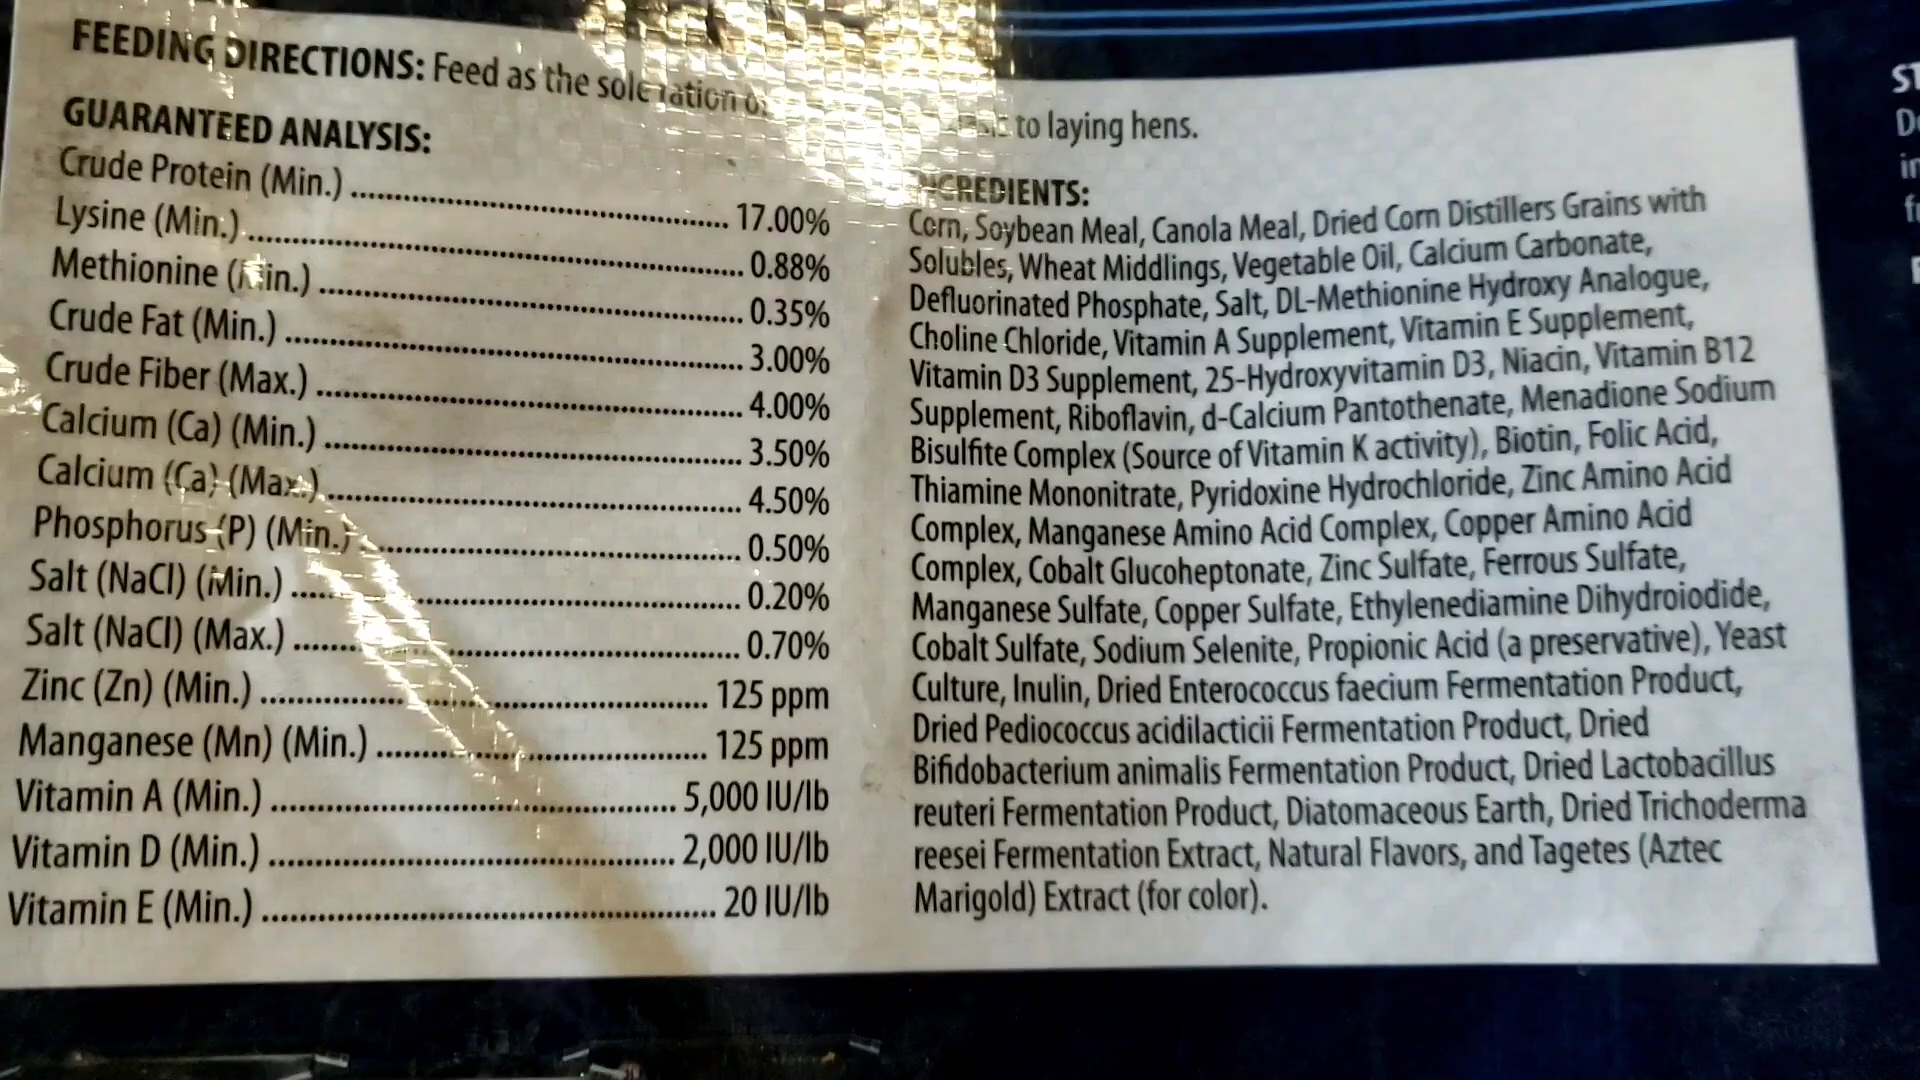 FEEDING DIRECTIONS: Feed as the sole ration to laying hens.
GUARANTEED ANALYSIS:
Crude Protein (Min.) ........ 17.00%
Lysine (Min.) ........ 0.88%
Methionine (Min.) ........ 0.35%
Crude Fat (Min.) ........ 3.00%
Crude Fiber (Max.) ........ 4.00%
Calcium (Ca) (Min.) ........ 3.50%
Calcium (Ca) (Max.) ........ 4.50%
Phosphorus (P) (Min.) ........ 0.50%
Salt (NaCl) (Min.) ........ 0.20%
Salt (NaCl) (Max.) ........ 0.70%
Zinc (Zn) (Min.) ........ 125 ppm
Manganese (Mn) (Min.) ........ 125 ppm
Vitamin A (Min.) ........ 5,000 IU/lb
Vitamin D (Min.) ........ 2,000 IU/lb
Vitamin E (Min.) ........ 20 IU/lb
INGREDIENTS:
Corn, Soybean Meal, Canola Meal, Dried Corn Distillers Grains with
Solubles, Wheat Middlings, Vegetable Oil, Calcium Carbonate,
Defluorinated Phosphate, Salt, DL-Methionine Hydroxy Analogue,
Choline Chloride, Vitamin A Supplement, Vitamin E Supplement,
Vitamin D3 Supplement, 25-Hydroxyvitamin D3, Niacin, Vitamin B12
Supplement, Riboflavin, d-Calcium Pantothenate, Menadione Sodium
Bisulfite Complex (Source of Vitamin K activity), Biotin, Folic Acid,
Thiamine Mononitrate, Pyridoxine Hydrochloride, Zinc Amino Acid
Complex, Manganese Amino Acid Complex, Copper Amino Acid
Complex, Cobalt Glucoheptonate, Zinc Sulfate, Ferrous Sulfate,
Manganese Sulfate, Copper Sulfate, Ethylenediamine Dihydroiodide,
Cobalt Sulfate, Sodium Selenite, Propionic Acid (a preservative), Yeast
Culture, Inulin, Dried Enterococcus faecium Fermentation Product,
Dried Pediococcus acidilacticii Fermentation Product, Dried
Bifidobacterium animalis Fermentation Product, Dried Lactobacillus
reuteri Fermentation Product, Diatomaceous Earth, Dried Trichoderma
reesei Fermentation Extract, Natural Flavors, and Tagetes (Aztec
Marigold) Extract (for color).